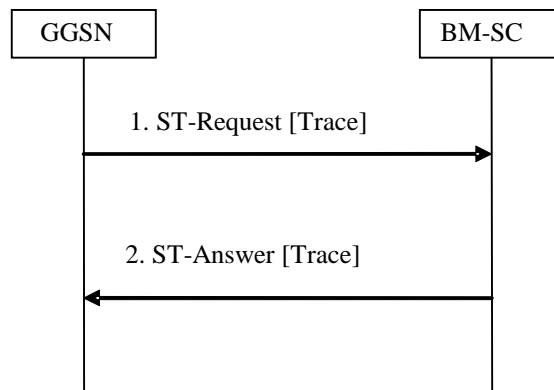 GGSN
BM-SC
1. ST-Request [Trace]
2. ST-Answer [Trace]